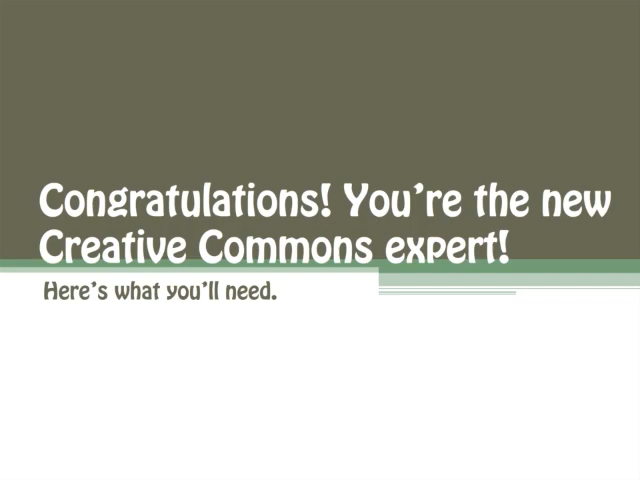 Congratulations! You’re the new
Creative Commons expert!
Here’s what you’ll need.